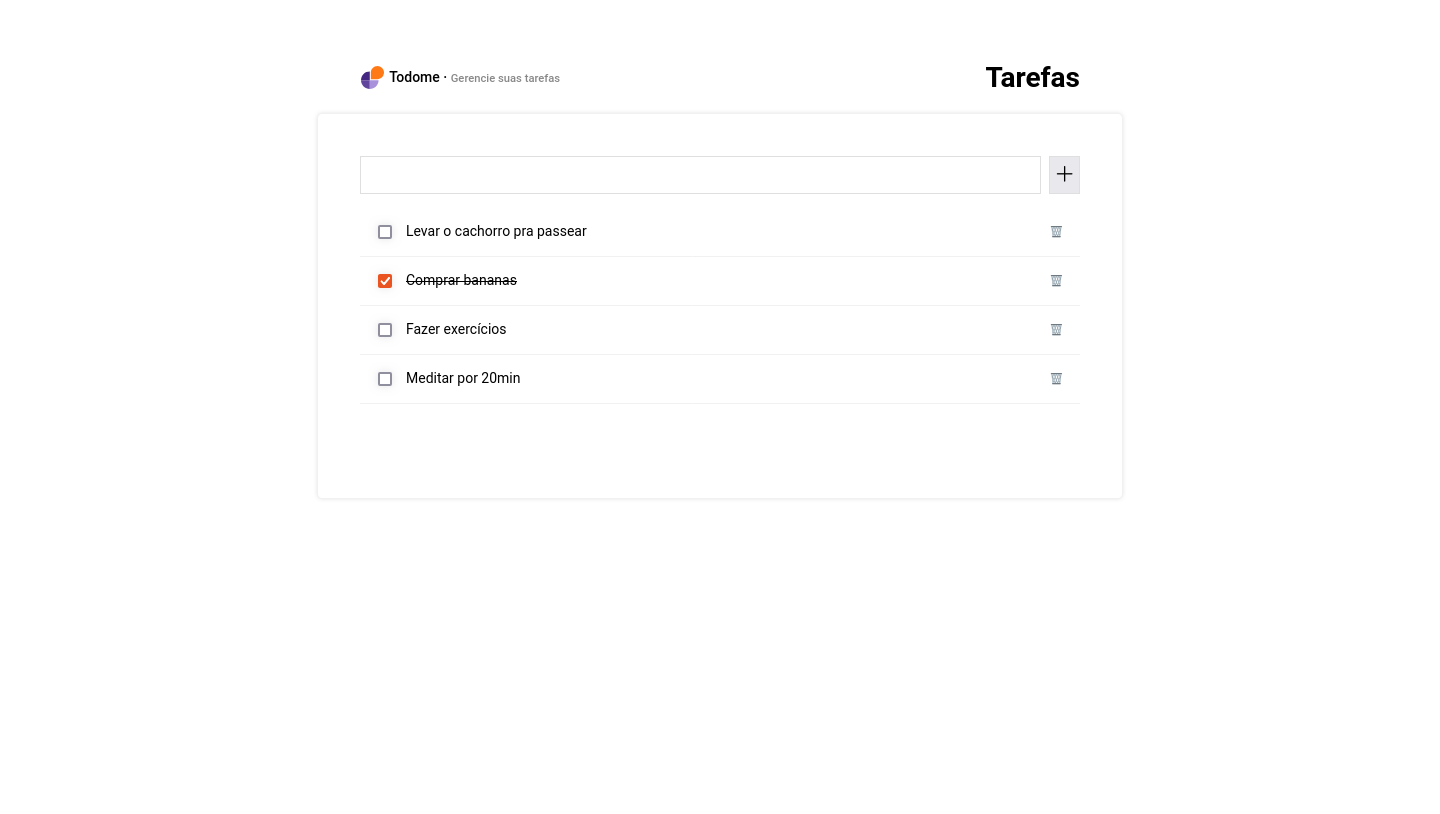 Todome · Gerencie suas tarefas
Tarefas
Levar o cachorro pra passear
Comprar bananas
Fazer exercícios
Meditar por 20min